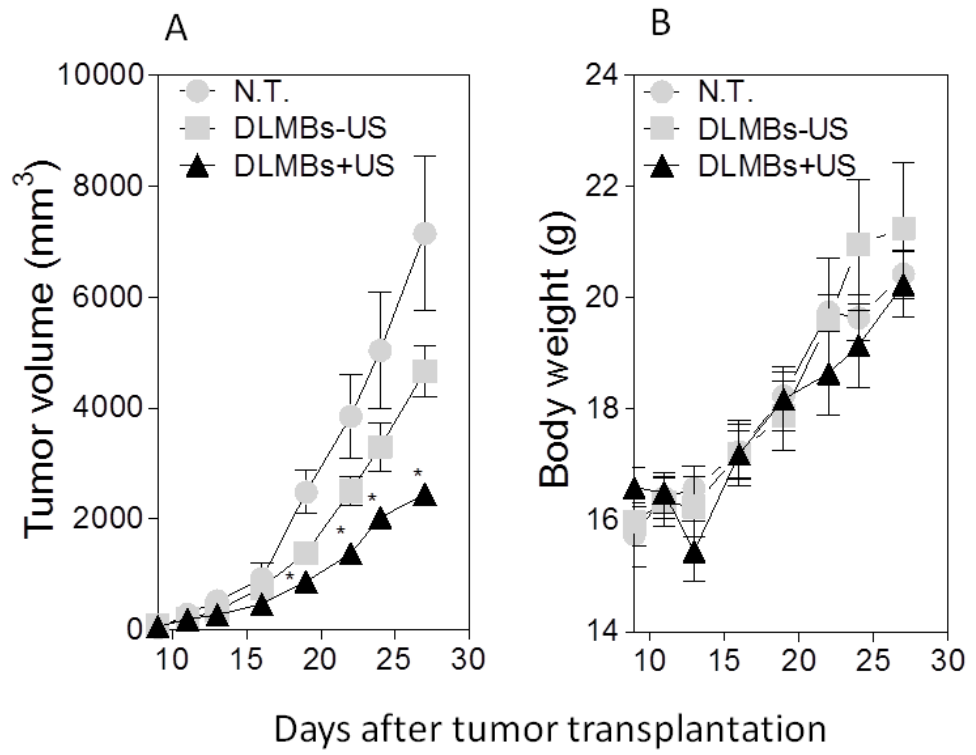 A
Tumor volume (mm³)
10000
8000
6000
4000
2000
0
N.T.
DLMBs-US
DLMBs+US
*
*
*
*
10 15 20 25 30
B
Body weight (g)
24
22
20
18
16
14
N.T.
DLMBs-US
DLMBs+US
10 15 20 25 30
Days after tumor transplantation